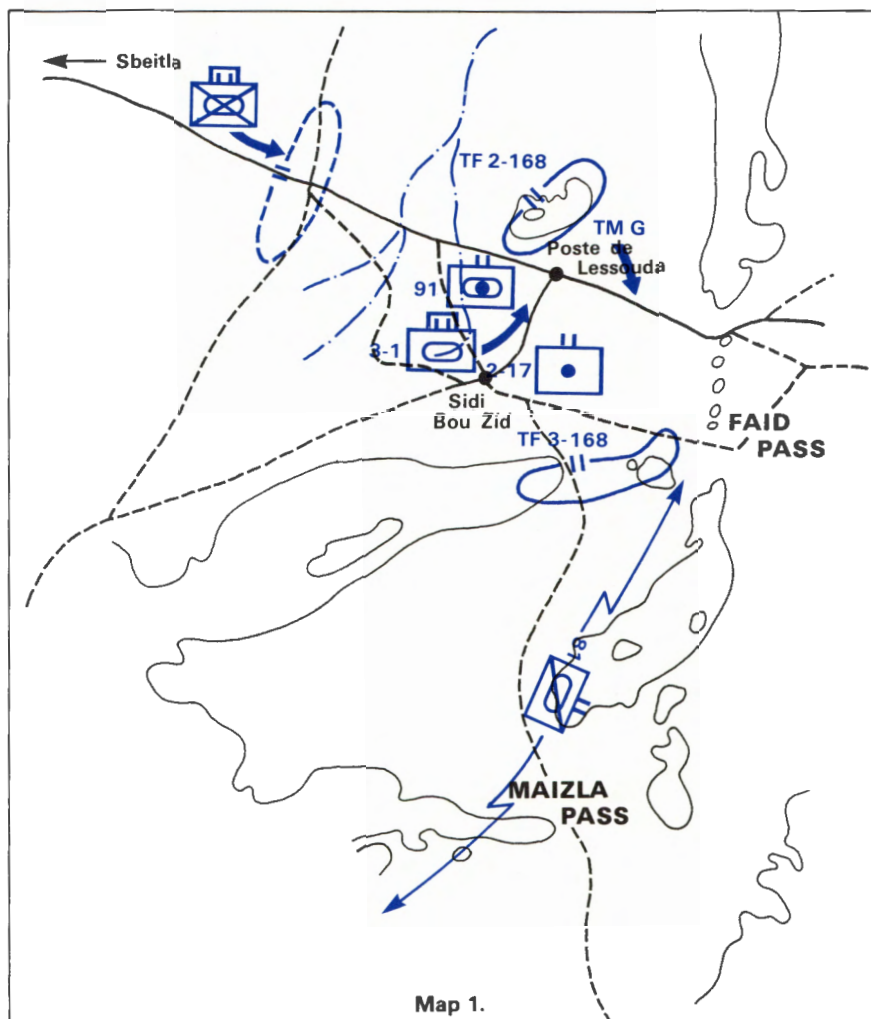 Sbeitla
TF 2-168
TM G
Poste de
Lessouda
91
3-1
2-17
Sidi
Bou Zid
TF 3-168
FAID
PASS
81
MAIZLA
PASS
Map 1.